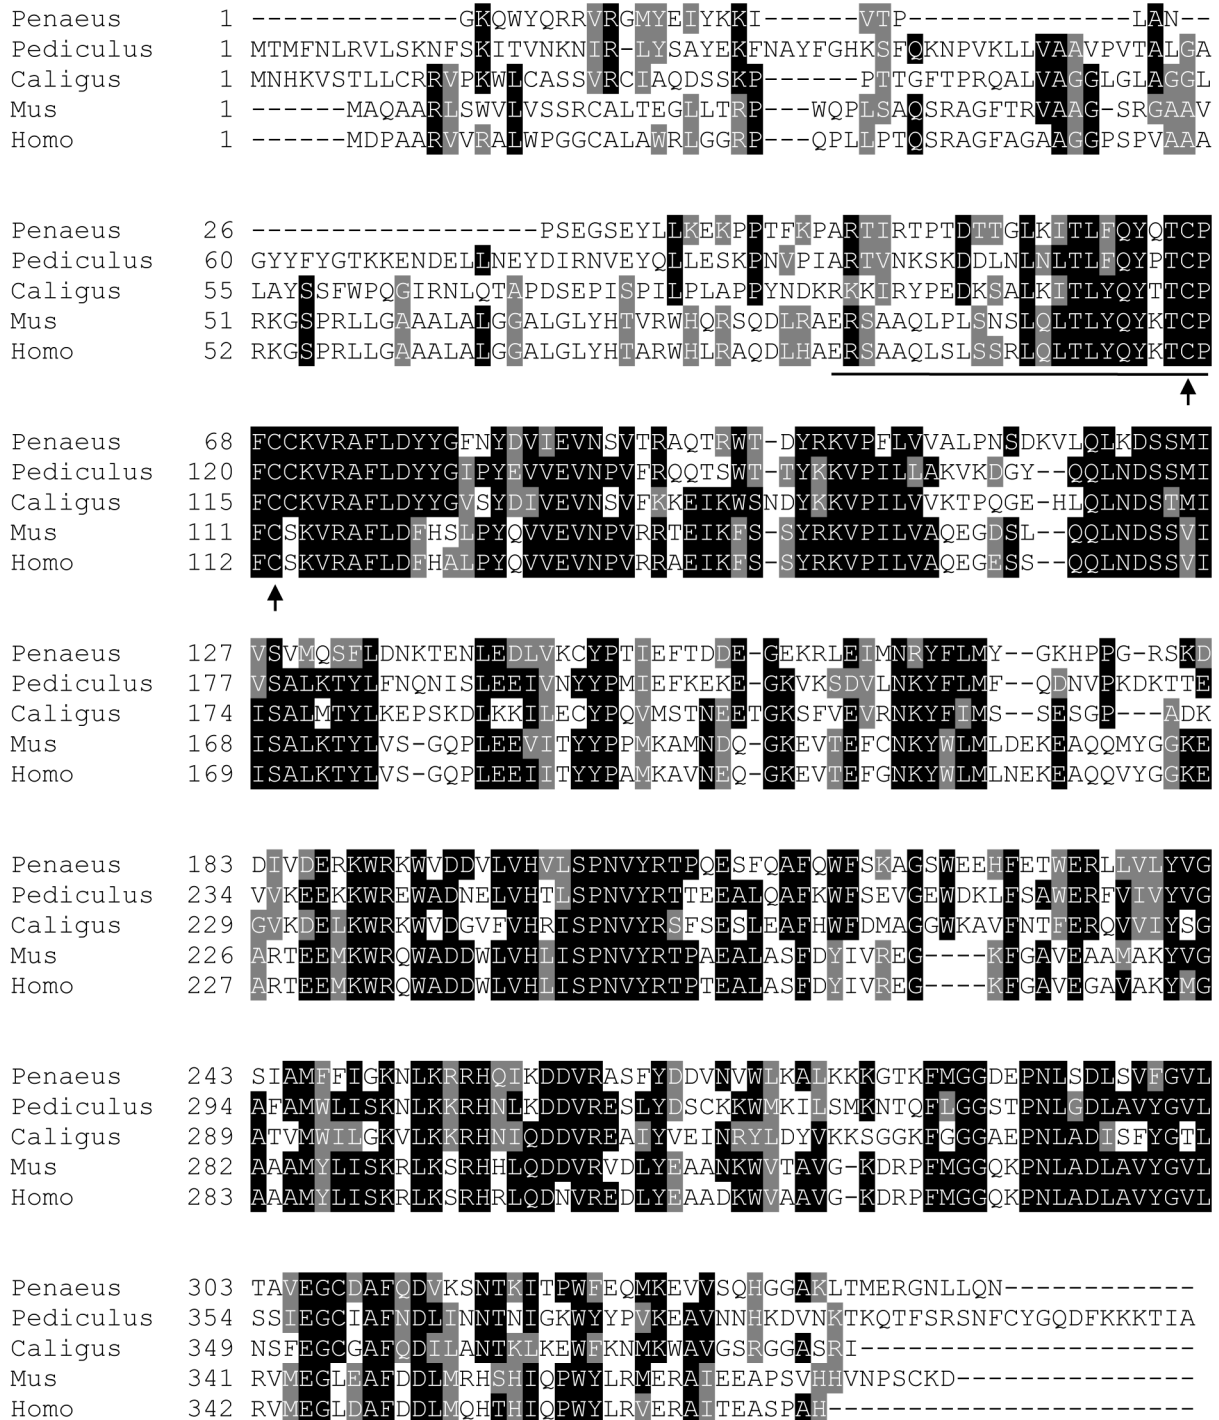 Penaeus 1 -------------GKQWYQRRVRGMYEIYKKI------VTP--------------LAN--
Pediculus 1 MTMFNLRVLSKNFSKITVNKNIR-LYSAYEKFNAYFGHKSFQKNPVKLLVAAVPVTALGA
Caligus 1 MNHKVSTLLCRRVPKWLCASSVRCIAQDSSKP------PTTGFTPRQALVAGGLGLAGGL
Mus 1 ------MAQAARLSWVLVSSRCALTEGLLTRP---WQPLSAQSRAGFTRVAAG-SRGAAV
Homo 1 ------MDPAARVVRALWPGGCALAWRLGGRP---QPLLPTQSRAGFAGAAGGPSPVAAA
Penaeus 26 ------------------PSEGSEYLLKEKPPTFKPARTIRTPTDTTGLKITLFQYQTCP
Pediculus 60 GYYFYGTKKENDELLNEYDIRNVEYQLLESKPNVPIARTVNKSKDDLNLNLTLFQYPTCP
Caligus 55 LAYSSFWPQGIRNLQTAPDSEPISPILPLAPPYNDKRKKIRYPEDKSALKITLYQYTTCP
Mus 51 RKGSPRLLGAAALALGGALGLYHTVRWHQRSQDLRAERSAAQLPLSNSLQLTLYQYKTCP
Homo 52 RKGSPRLLGAAALALGGALGLYHTARWHLRAQDLHAERSAAQLSLSSRLQLTLYQYKTCP
Penaeus 68 FCCKVRAFLDYYGFNYDVIEVNSVTRAQTRWT-DYRKVPFLVVALPNSDKVLQLKDSSMI
Pediculus 120 FCCKVRAFLDYYGIPYEVVEVNPVFRQQTSWT-TYKKVPILLAKVKDGY--QQLNDSSMI
Caligus 115 FCCKVRAFLDYYGVSYDIVEVNSVFKKEIKWSNDYKKVPILVVKTPQGE-HLQLNDSTMI
Mus 111 FCSKVRAFLDFHSLPYQVVEVNPVRRTEIKFS-SYRKVPILVAQEGDSL--QQLNDSSVI
Homo 112 FCSKVRAFLDFHALPYQVVEVNPVRRAEIKFS-SYRKVPILVAQEGESS--QQLNDSSVI
Penaeus 127 VSVMQSFLDNKTENLEDLVKCYPTIEFTDDE-GEKRLEIMNRYFLMY--GKHPPG-RSKD
Pediculus 177 VSALKTYLFNQNISLEEIVNYYPMIEFKEKE-GKVKSDVLNKYFLMF--QDNVPKDKTTE
Caligus 174 ISALMTYLKEPSKDLKKILECYPQVMSTNEETGKSFVEVRNKYFIMS--SESGP---ADK
Mus 168 ISALKTYLVS-GQPLEEVITYYPPMKAMNDQ-GKEVTEFCNKYWLMLDEKEAQQMYGGKE
Homo 169 ISALKTYLVS-GQPLEEIITYYPAMKAVNEQ-GKEVTEFGNKYWLMLNEKEAQQVYGGKE
Penaeus 183 DIVDERKWRKWVDDVLVHVLSPNVYRTPQESFQAFQWFSKAGSWEEHFETWERLLVLYVG
Pediculus 234 VVKEEKKWREWADNELVHTLSPNVYRTTEEALQAFKWFSEVGEWDKLFSAWERFVIVYVG
Caligus 229 GVKDELKWRKWVDGVFVHRISPNVYRSFSESLEAFHWFDMAGGWKAVFNTFERQVVIYSG
Mus 226 ARTEEMKWRQWADDWLVHLISPNVYRTPAEALASFDYIVREG----KFGAVEAAMAKYVG
Homo 227 ARTEEMKWRQWADDWLVHLISPNVYRTPTEALASFDYIVREG----KFGAVEGAVAKYMG
Penaeus 243 SIAMFFIGKNLKRRHQIKDDVRASFYDDVNVWLKALKKKGTKFMGGDEPNLSDLSVFGVL
Pediculus 294 AFAMWLISKNLKKRHNLKDDVRESLYDSCKKWMKILSMKNTQFLGGSTPNLGDLAVYGVL
Caligus 289 ATVMWILGKVLKKRHNIQDDVREAIYVEINRYLDYVKKSGGKFGGGAEPNLADISFYGTL
Mus 282 AAAMYLISKRLKSRHHLQDDVRVDLYEAANKWVTAVG-KDRPFMGGQKPNLADLAVYGVL
Homo 283 AAAMYLISKRLKSRHRLQDNVREDLYEAADKWVAAVG-KDRPFMGGQKPNLADLAVYGVL
Penaeus 303 TAVEGCDAFQDVKSNTKITPWFEQMKEVVSQHGGAKLTMERGNLLQN------------
Pediculus 354 SSIEGCIAFNDLINNTNIGKWYYPVKEAVNNHKDVNKTKQTFSRSNFCYGQDFKKKTIA
Caligus 349 NSFEGCGAFQDILANTKLKEWFKNMKWAVGSRGGASRI---------------------
Mus 341 RVMEGLEAFDDLMRHSHIQPWYLRMERAIEEAPSVHHVNPSCKD---------------
Homo 342 RVMEGLDAFDDLMQHTHIQPWYLRVERAITEASPAH-----------------------